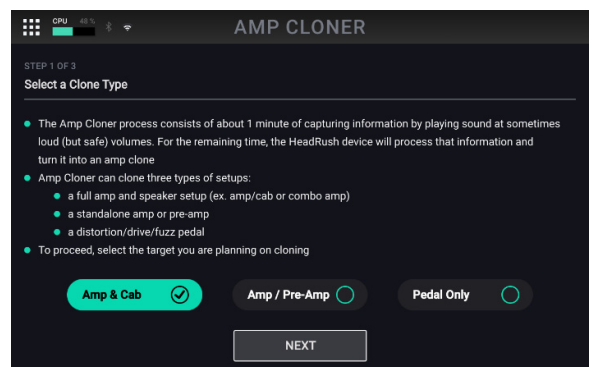 CPU 48 %
AMP CLONER
STEP 1 OF 3
Select a Clone Type
The Amp Cloner process consists of about 1 minute of capturing information by playing sound at sometimes
loud (but safe) volumes. For the remaining time, the HeadRush device will process that information and
turn it into an amp clone
Amp Cloner can clone three types of setups:
a full amp and speaker setup (ex. amp/cab or combo amp)
a standalone amp or pre-amp
a distortion/drive/fuzz pedal
To proceed, select the target you are planning on cloning
Amp & Cab
Amp / Pre-Amp
Pedal Only
NEXT